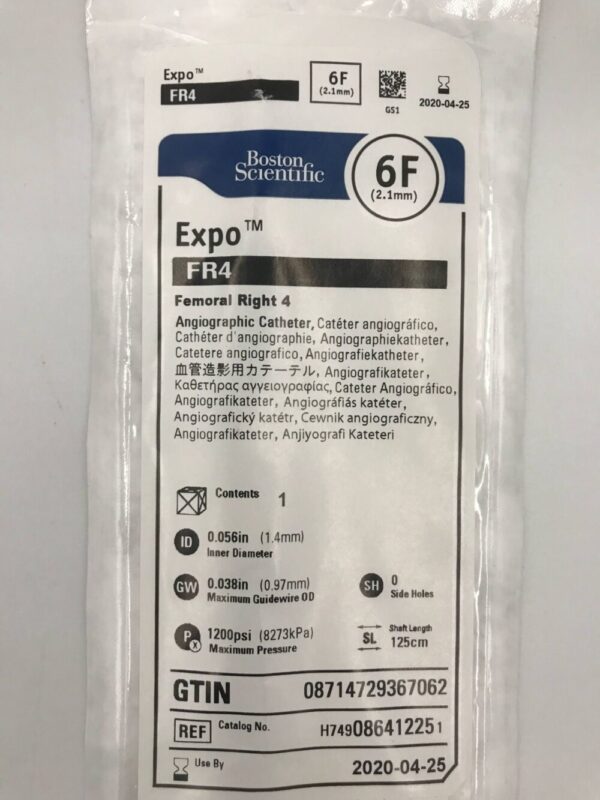 Expo™
FR4
6F
(2.1mm)
GS1
2020-04-25
Boston
Scientific
6F
(2.1mm)
Expo™
FR4
Femoral Right 4
Angiographic Catheter, Catéter angiográfico,
Cathéter d'angiographie, Angiographiekatheter,
Catetere angiografico, Angiografiekatheter,
血管造影用カテーテル, Angiografikateter,
Καθετήρας αγγειογραφίας, Cateter Angiográfico,
Angiografikateter, Angiográfiás katéter,
Angiografický katétr, Cewnik angiograficzny,
Angiografikateter, Anjiyografi Kateteri
Contents 1
ID 0.056in (1.4mm)
Inner Diameter
GW 0.038in (0.97mm)
Maximum Guidewire OD
SH 0
Side Holes
P x 1200psi (8273kPa)
Maximum Pressure
SL Shaft Length
125cm
GTIN 08714729367062
REF Catalog No. H749086412251
Use By 2020-04-25